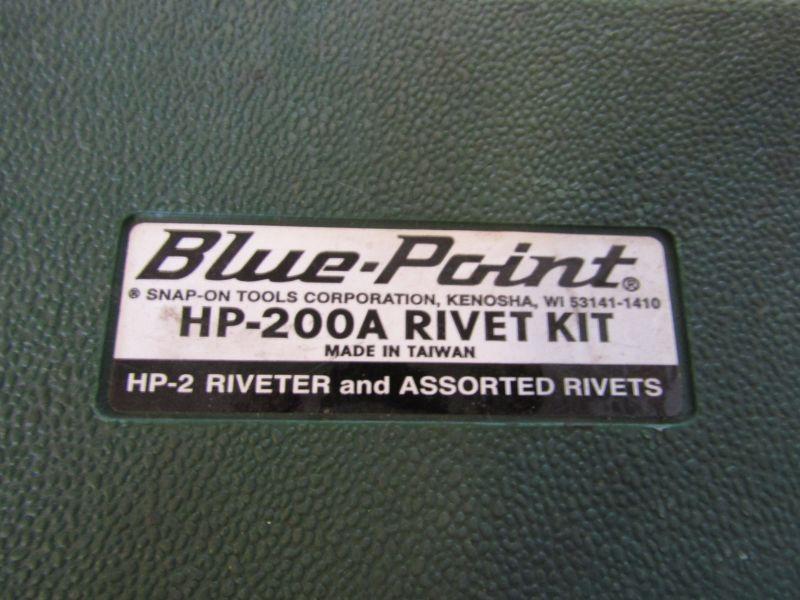 Blue-Point®
® SNAP-ON TOOLS CORPORATION, KENOSHA, WI 53141-1410
HP-200A RIVET KIT
MADE IN TAIWAN
HP-2 RIVETER and ASSORTED RIVETS